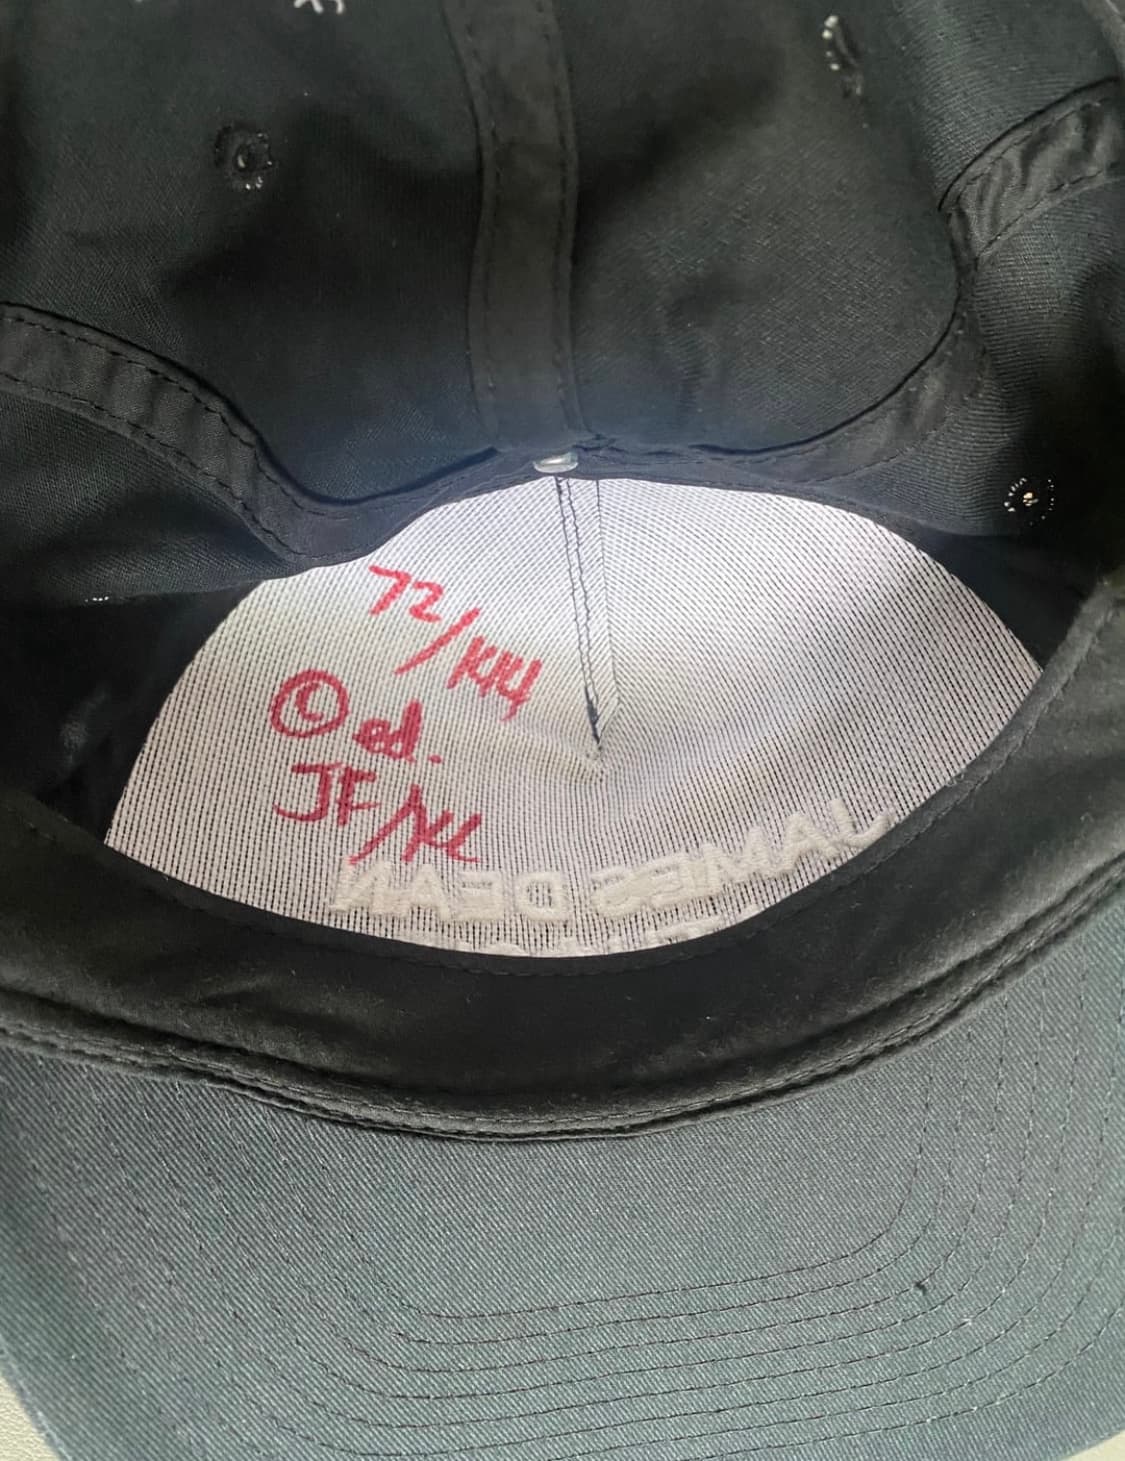 72/144
© ed.
JF/
JAMES DEAN